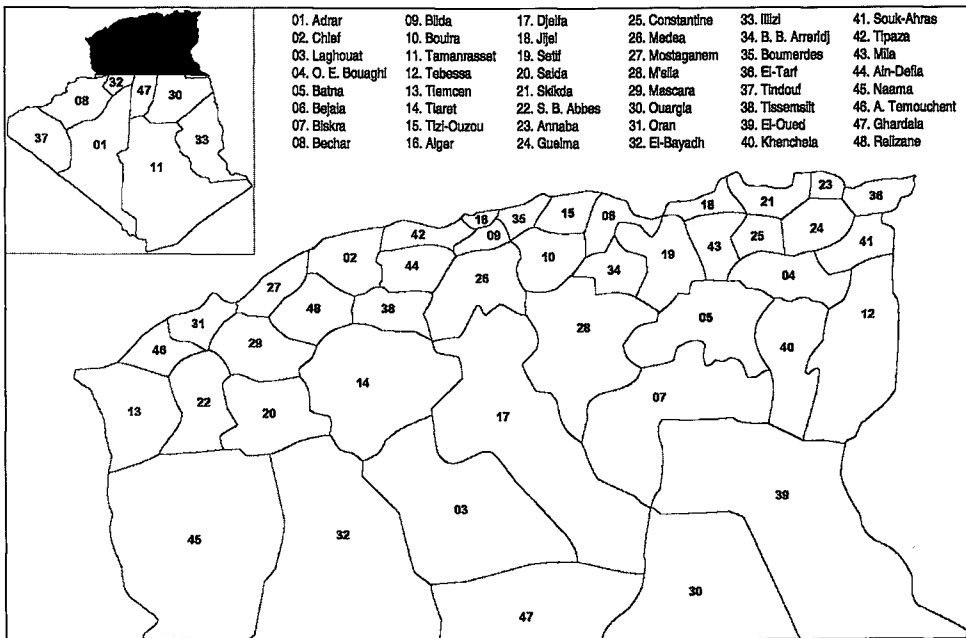 01. Adrar
02. Chlef
03. Laghouat
04. O. E. Bouaghi
05. Batna
06. Bejaia
07. Biskra
08. Bechar
09. Blida
10. Bouira
11. Tamanrasset
12. Tebessa
13. Tlemcen
14. Tiaret
15. Tizi-Ouzou
16. Alger
17. Djelfa
18. Jijel
19. Setif
20. Saida
21. Skikda
22. S. B. Abbes
23. Annaba
24. Guelma
25. Constantine
26. Medea
27. Mostaganem
28. M'sila
29. Mascara
30. Ouargla
31. Oran
32. El-Bayadh
33. Illizi
34. B. B. Arreridj
35. Boumerdes
36. El-Tarf
37. Tindouf
38. Tissemsilt
39. El-Oued
40. Khenchela
41. Souk-Ahras
42. Tipaza
43. Mila
44. Ain-Defla
45. Naama
46. A. Temouchent
47. Ghardaia
48. Relizane
32
47
30
08
37
01
33
11
23
36
18
21
16
35
15
06
24
42
09
25
41
02
10
19
43
44
34
04
26
27
48
38
12
31
28
05
29
46
40
14
07
13
22
20
17
39
03
45
32
30
47